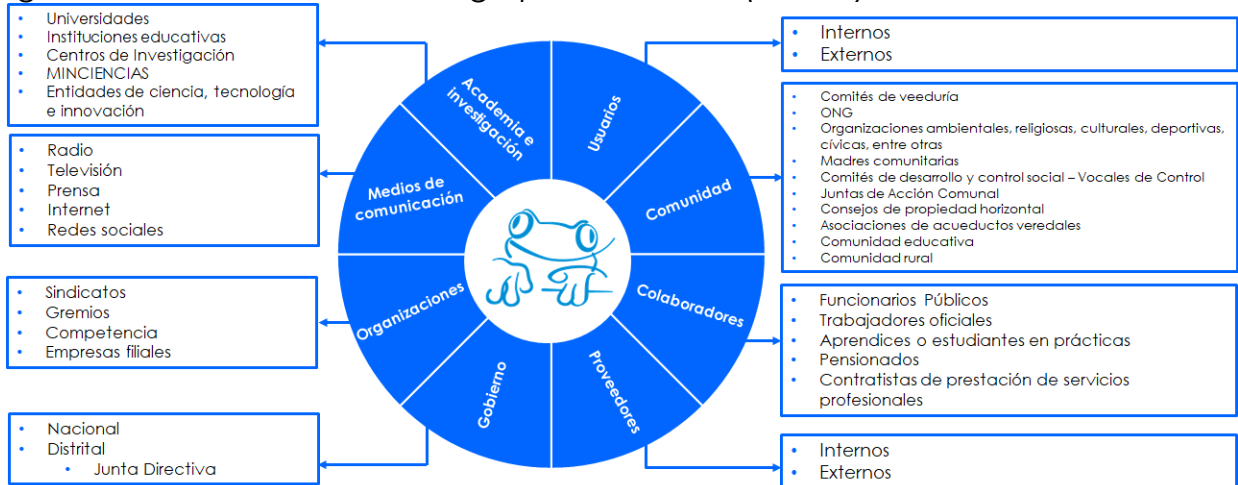 Universidades
Instituciones educativas
Centros de Investigación
MINCIENCIAS
Entidades de ciencia, tecnología
e innovación
Radio
Televisión
Prensa
Internet
Redes sociales
Sindicatos
Gremios
Competencia
Empresas filiales
Nacional
Distrital
Junta Directiva
Academia e
investigación
Usuarios
Medios de
comunicación
Comunidad
Organizaciones
Colaboradores
Gobierno
Proveedores
Internos
Externos
Comités de veeduría
ONG
Organizaciones ambientales, religiosas, culturales, deportivas,
cívicas, entre otras
Madres comunitarias
Comités de desarrollo y control social – Vocales de Control
Juntas de Acción Comunal
Consejos de propiedad horizontal
Asociaciones de acueductos veredales
Comunidad educativa
Comunidad rural
Funcionarios Públicos
Trabajadores oficiales
Aprendices o estudiantes en prácticas
Pensionados
Contratistas de prestación de servicios
profesionales
Internos
Externos